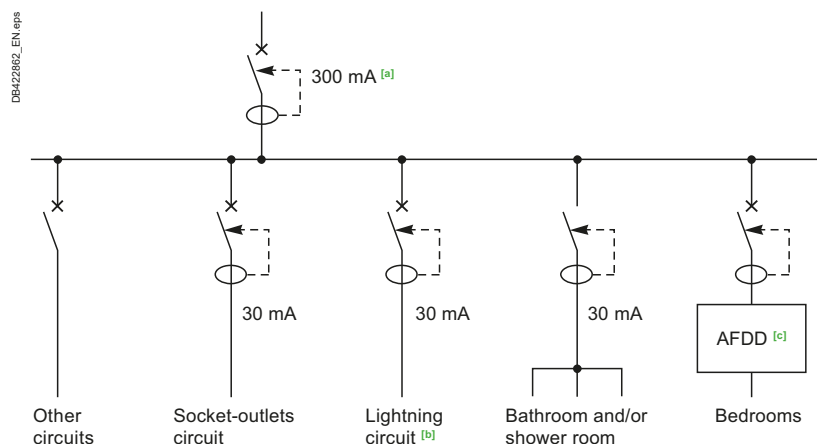 DB422862_EN.eps
300 mA [a]
30 mA
30 mA
30 mA
AFDD [c]
Other
circuits
Socket-outlets
circuit
Lightning
circuit [b]
Bathroom and/or
shower room
Bedrooms